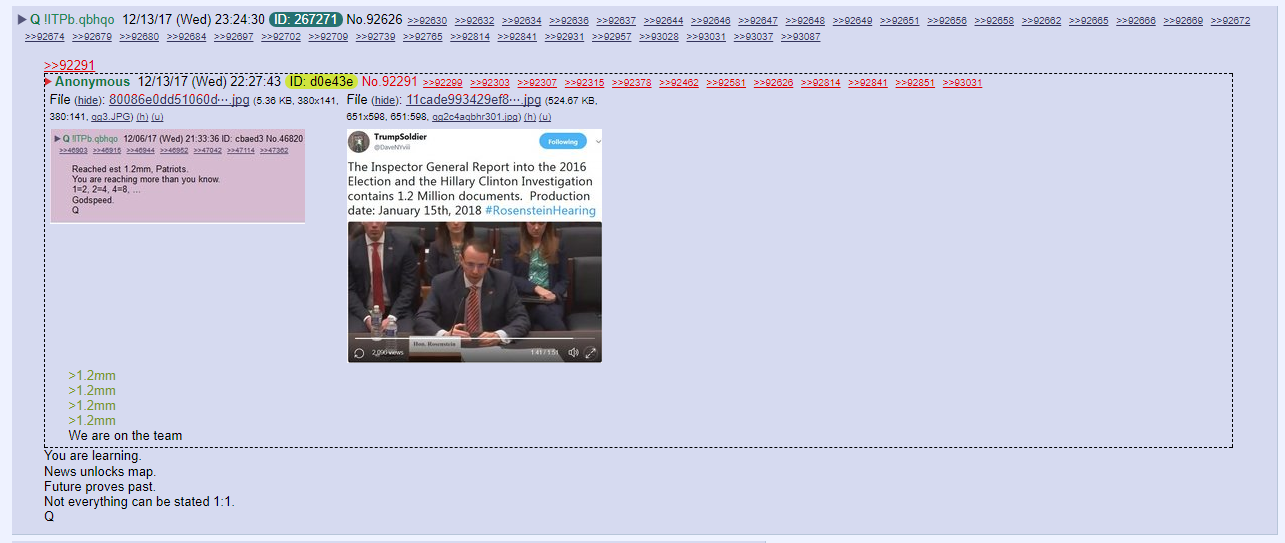 Q !ITPb.qbhqo 12/13/17 (Wed) 23:24:30 ID: 267271 No.92626 >>92630 >>92632 >>92634 >>92636 >>92637 >>92644 >>92646 >>92647 >>92648 >>92649 >>92651 >>92656 >>92658 >>92662 >>92665 >>92666 >>92669 >>92672
>>92674 >>92679 >>92680 >>92684 >>92697 >>92702 >>92709 >>92739 >>92765 >>92814 >>92841 >>92931 >>92957 >>93028 >>93031 >>93037 >>93087
>>92291
Anonymous 12/13/17 (Wed) 22:27:43 ID: d0e43e No.92291 >>92299 >>92303 >>92307 >>92315 >>92378 >>92462 >>92581 >>92626 >>92814 >>92841 >>92851 >>93031
File (hide): 80086e0dd51060d⋯.jpg (5.36 KB, 380x141,
380:141, qg3.JPG) (h) (u)
File (hide): 11cade993429ef8⋯.jpg (524.67 KB,
651x598, 651:598, gg2c4aqbhr301.jpg) (h) (u)
Q !ITPb.qbhqo 12/06/17 (Wed) 21:33:36 ID: cbaed3 No.46820
>>46903 >>46915 >>46944 >>46952 >>47042 >>47114 >>47362
Reached est 1.2mm, Patriots.
You are reaching more than you know.
1=2, 2=4, 4=8, ...
Godspeed.
Q
TrumpSoldier
@DaveNYviii
Following
The Inspector General Report into the 2016
Election and the Hillary Clinton Investigation
contains 1.2 Million documents. Production
date: January 15th, 2018 #RosensteinHearing
Hon. Rosenstein
2,090 views
1:41 / 1:51
>1.2mm
>1.2mm
>1.2mm
>1.2mm
We are on the team
You are learning.
News unlocks map.
Future proves past.
Not everything can be stated 1:1.
Q